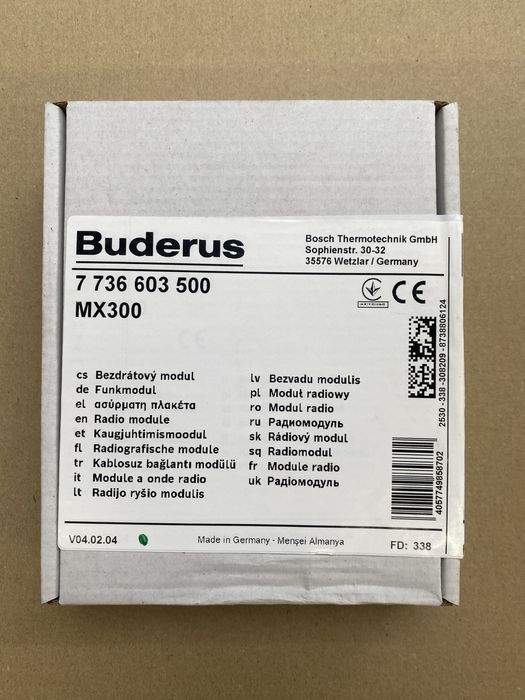 Buderus
Bosch Thermotechnik GmbH
Sophienstr. 30-32
35576 Wetzlar / Germany
7 736 603 500
MX300
CE
cs Bezdrátový modul
de Funkmodul
el ασύρματη πλακέτα
en Radio module
et Kaugjuhtimismoodul
fl Radiografische module
tr Kablosuz bağlantı modülü
it Module a onde radio
lt Radijo ryšio modulis
lv Bezvadu modulis
pl Moduł radiowy
ro Modul radio
ru Радиомодуль
sk Rádiový modul
sq Radiomodul
fr Module radio
uk Радіомодуль
2530-338-308209-8738806124
4057749858702
V04.02.04
Made in Germany · Menşei Almanya
FD: 338